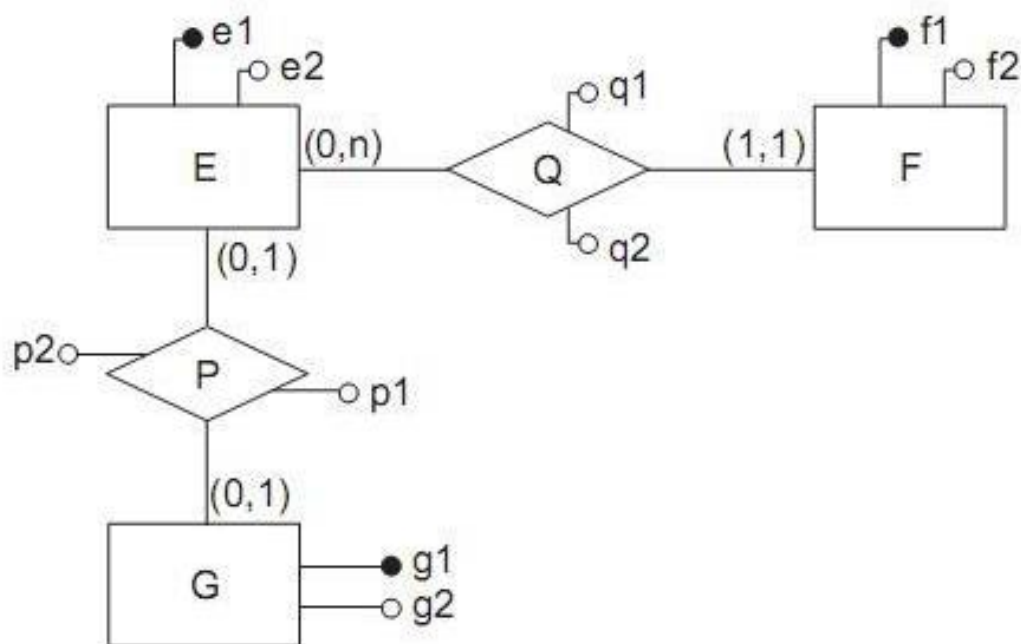 e1
e2
f1
f2
q1
E
(0,n)
Q
(1,1)
F
q2
(0,1)
p2
P
p1
(0,1)
G
g1
g2